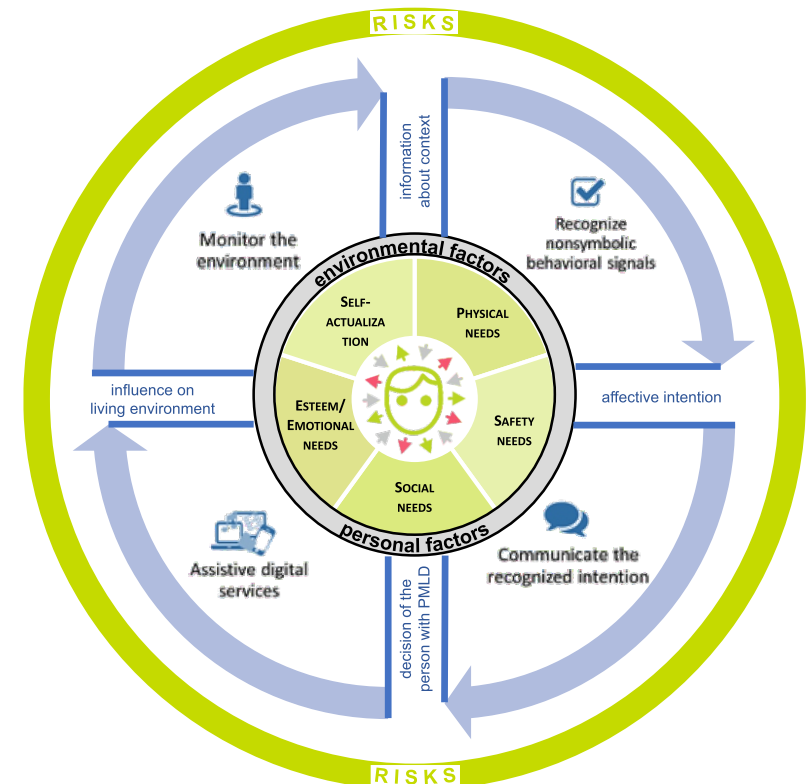 RISKS
information
about context
Monitor the
environment
Recognize
nonsymbolic
behavioral signals
environmental factors
SELF-
ACTUALIZA
TION
PHYSICAL
NEEDS
influence on
living environment
affective intention
ESTEEM/
EMOTIONAL
NEEDS
SAFETY
NEEDS
SOCIAL
NEEDS
personal factors
Assistive digital
services
Communicate the
recognized intention
decision of the
person with PMLD
RISKS